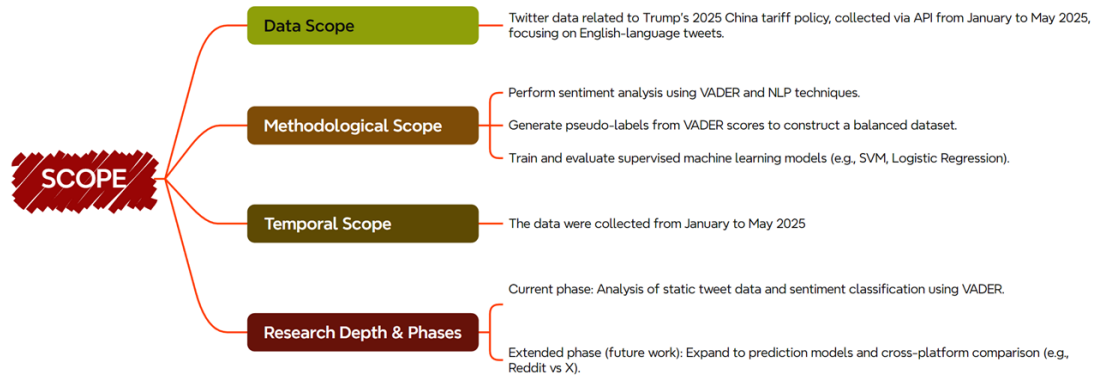 SCOPE
Data Scope
Twitter data related to Trump's 2025 China tariff policy, collected via API from January to May 2025,
focusing on English-language tweets.
Methodological Scope
Perform sentiment analysis using VADER and NLP techniques.
Generate pseudo-labels from VADER scores to construct a balanced dataset.
Train and evaluate supervised machine learning models (e.g., SVM, Logistic Regression).
Temporal Scope
The data were collected from January to May 2025
Research Depth & Phases
Current phase: Analysis of static tweet data and sentiment classification using VADER.
Extended phase (future work): Expand to prediction models and cross-platform comparison (e.g.,
Reddit vs X).